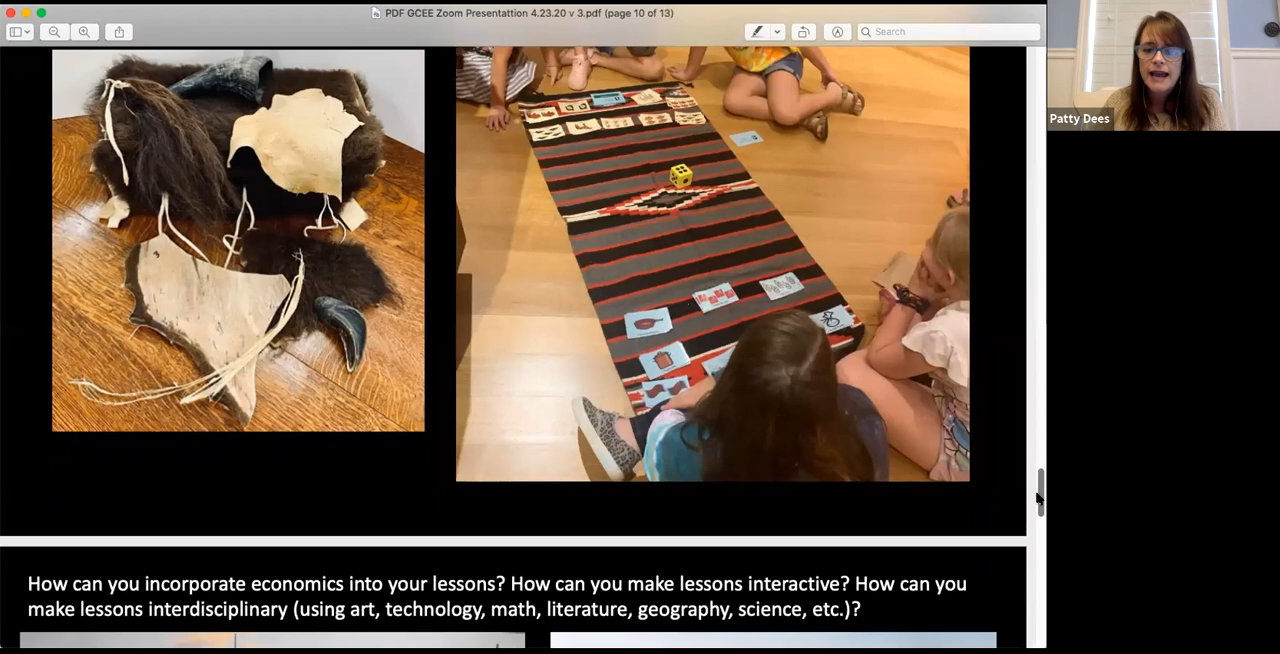 PDF GCEE Zoom Presentattion 4.23.20 v 3.pdf (page 10 of 13)
Search
Patty Dees
How can you incorporate economics into your lessons? How can you make lessons interactive? How can you
make lessons interdisciplinary (using art, technology, math, literature, geography, science, etc.)?